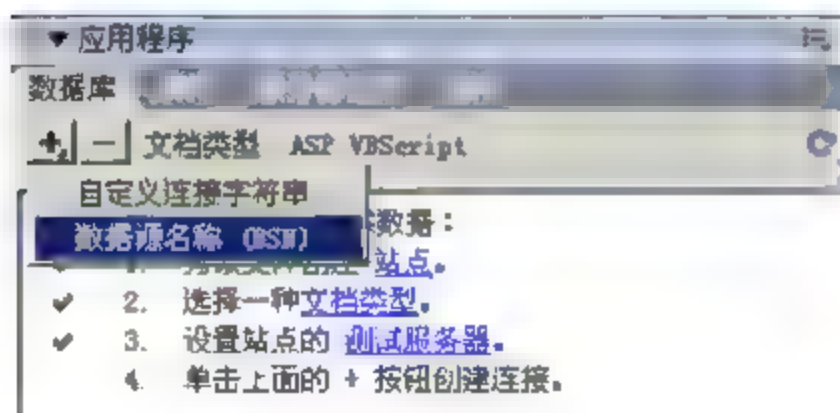 应用程序
数据库
文档类型 ASP VBScript
自定义连接字符串
数据源名称 (DSN)
数据:
1. 站点。
2. 选择一种文档类型。
3. 设置站点的 测试服务器。
4. 单击上面的 + 按钮创建连接。